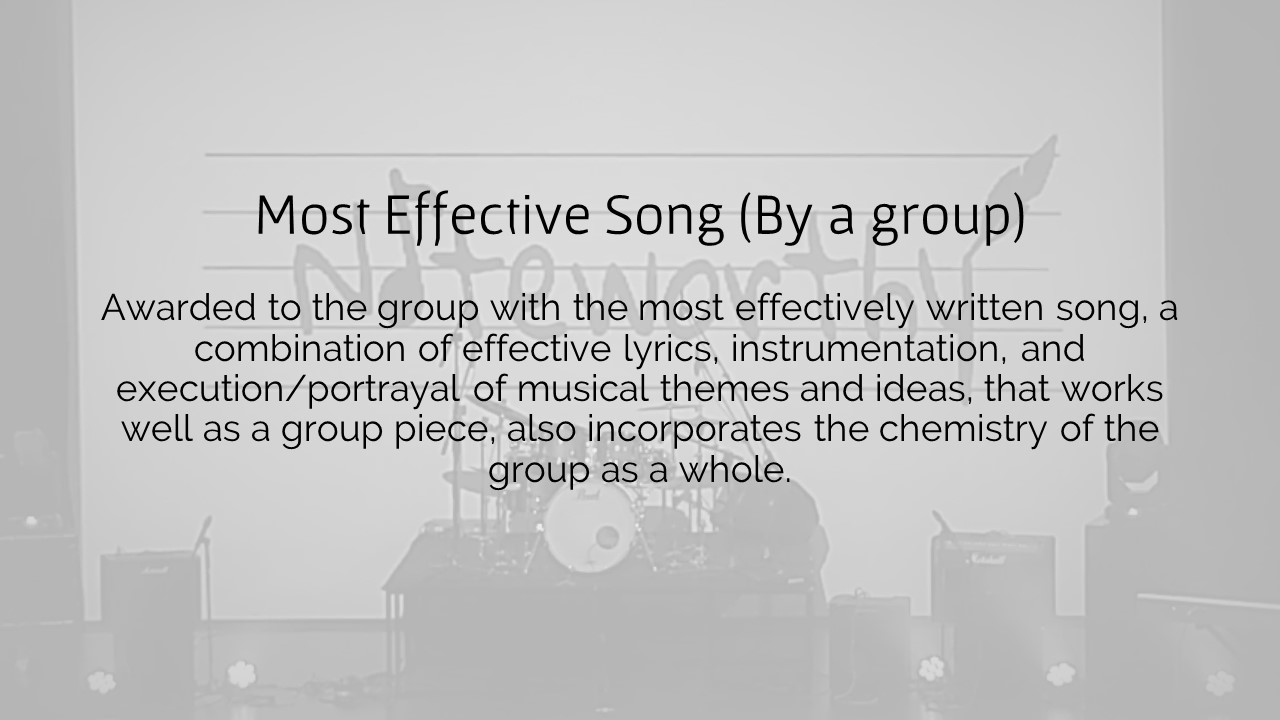 Most Effective Song (By a group)
Noteworthy
Awarded to the group with the most effectively written song, a
combination of effective lyrics, instrumentation, and
execution/portrayal of musical themes and ideas, that works
well as a group piece, also incorporates the chemistry of the
group as a whole.
Marshall